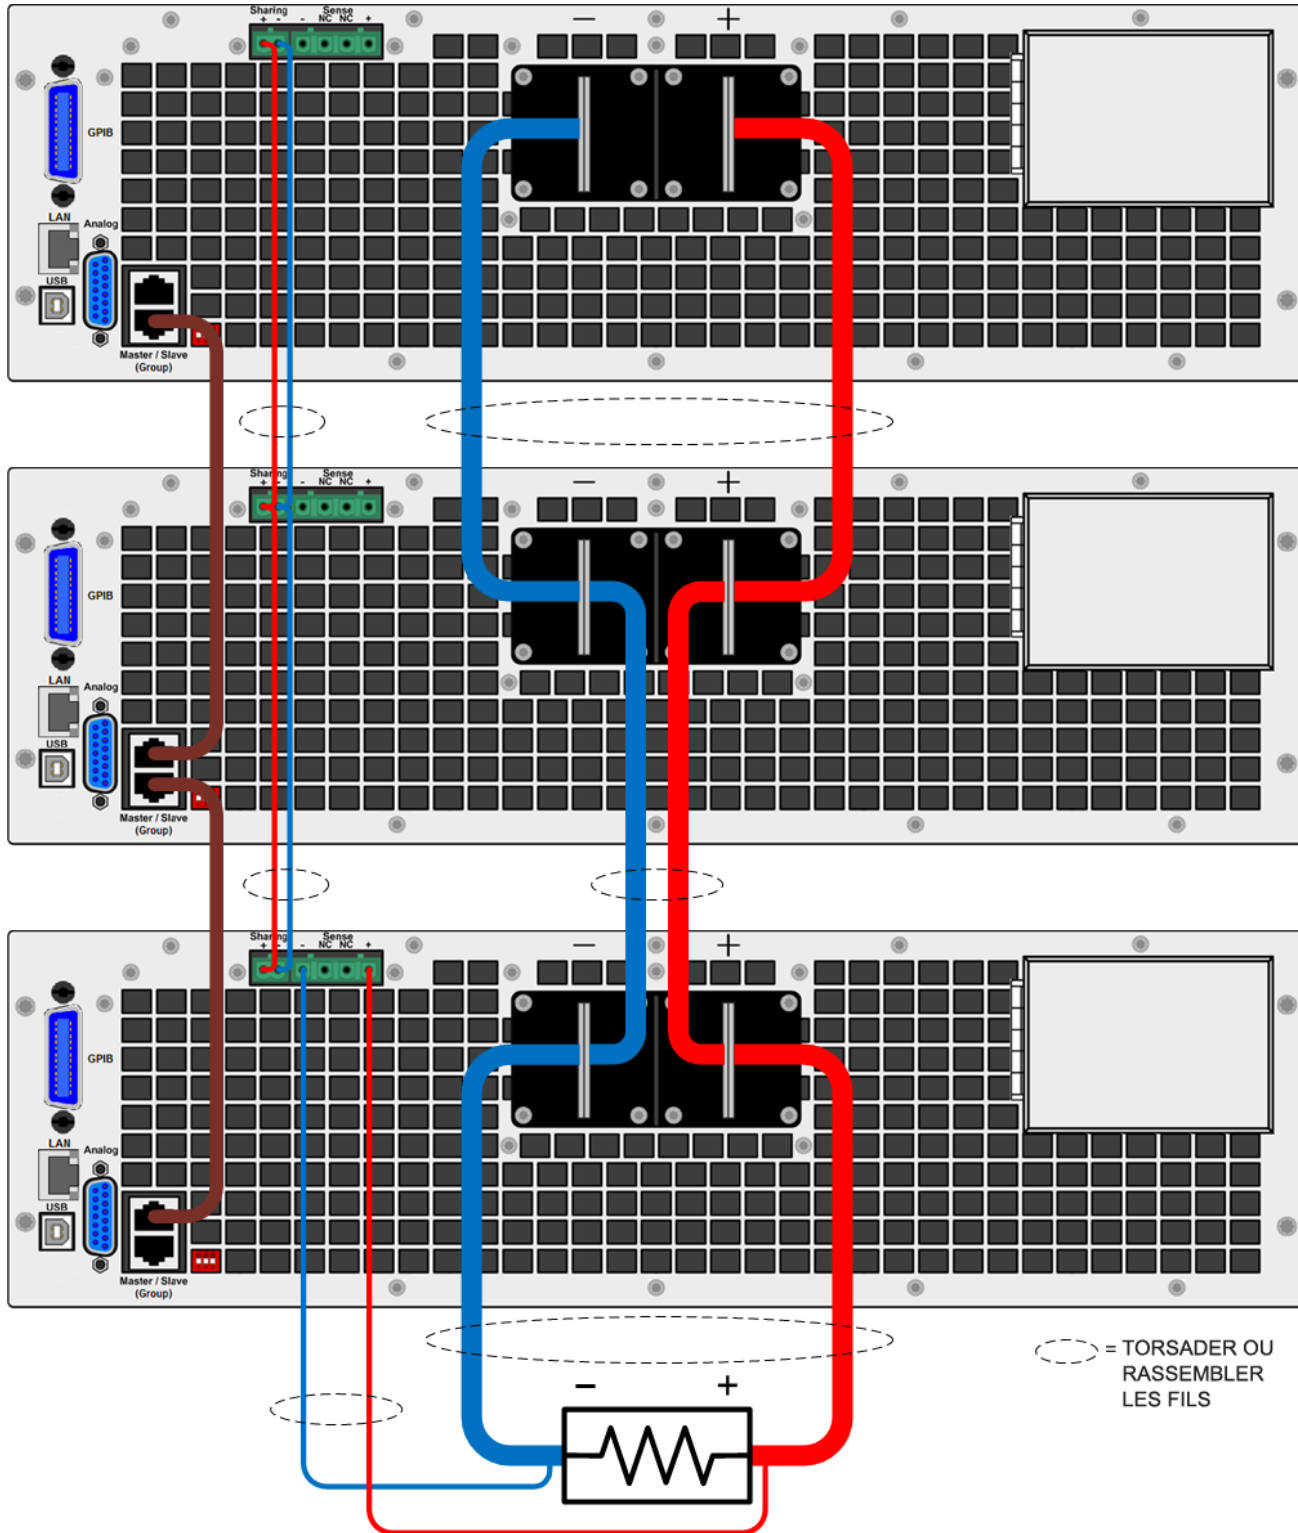 Sharing Sense
+ - - NC NC +
− +
GPIB
LAN
Analog
USB
Master / Slave
(Group)
Sharing Sense
+ - - NC NC +
− +
GPIB
LAN
Analog
USB
Master / Slave
(Group)
Sharing Sense
+ - - NC NC +
− +
GPIB
LAN
Analog
USB
Master / Slave
(Group)
= TORSADER OU
RASSEMBLER
LES FILS
− +